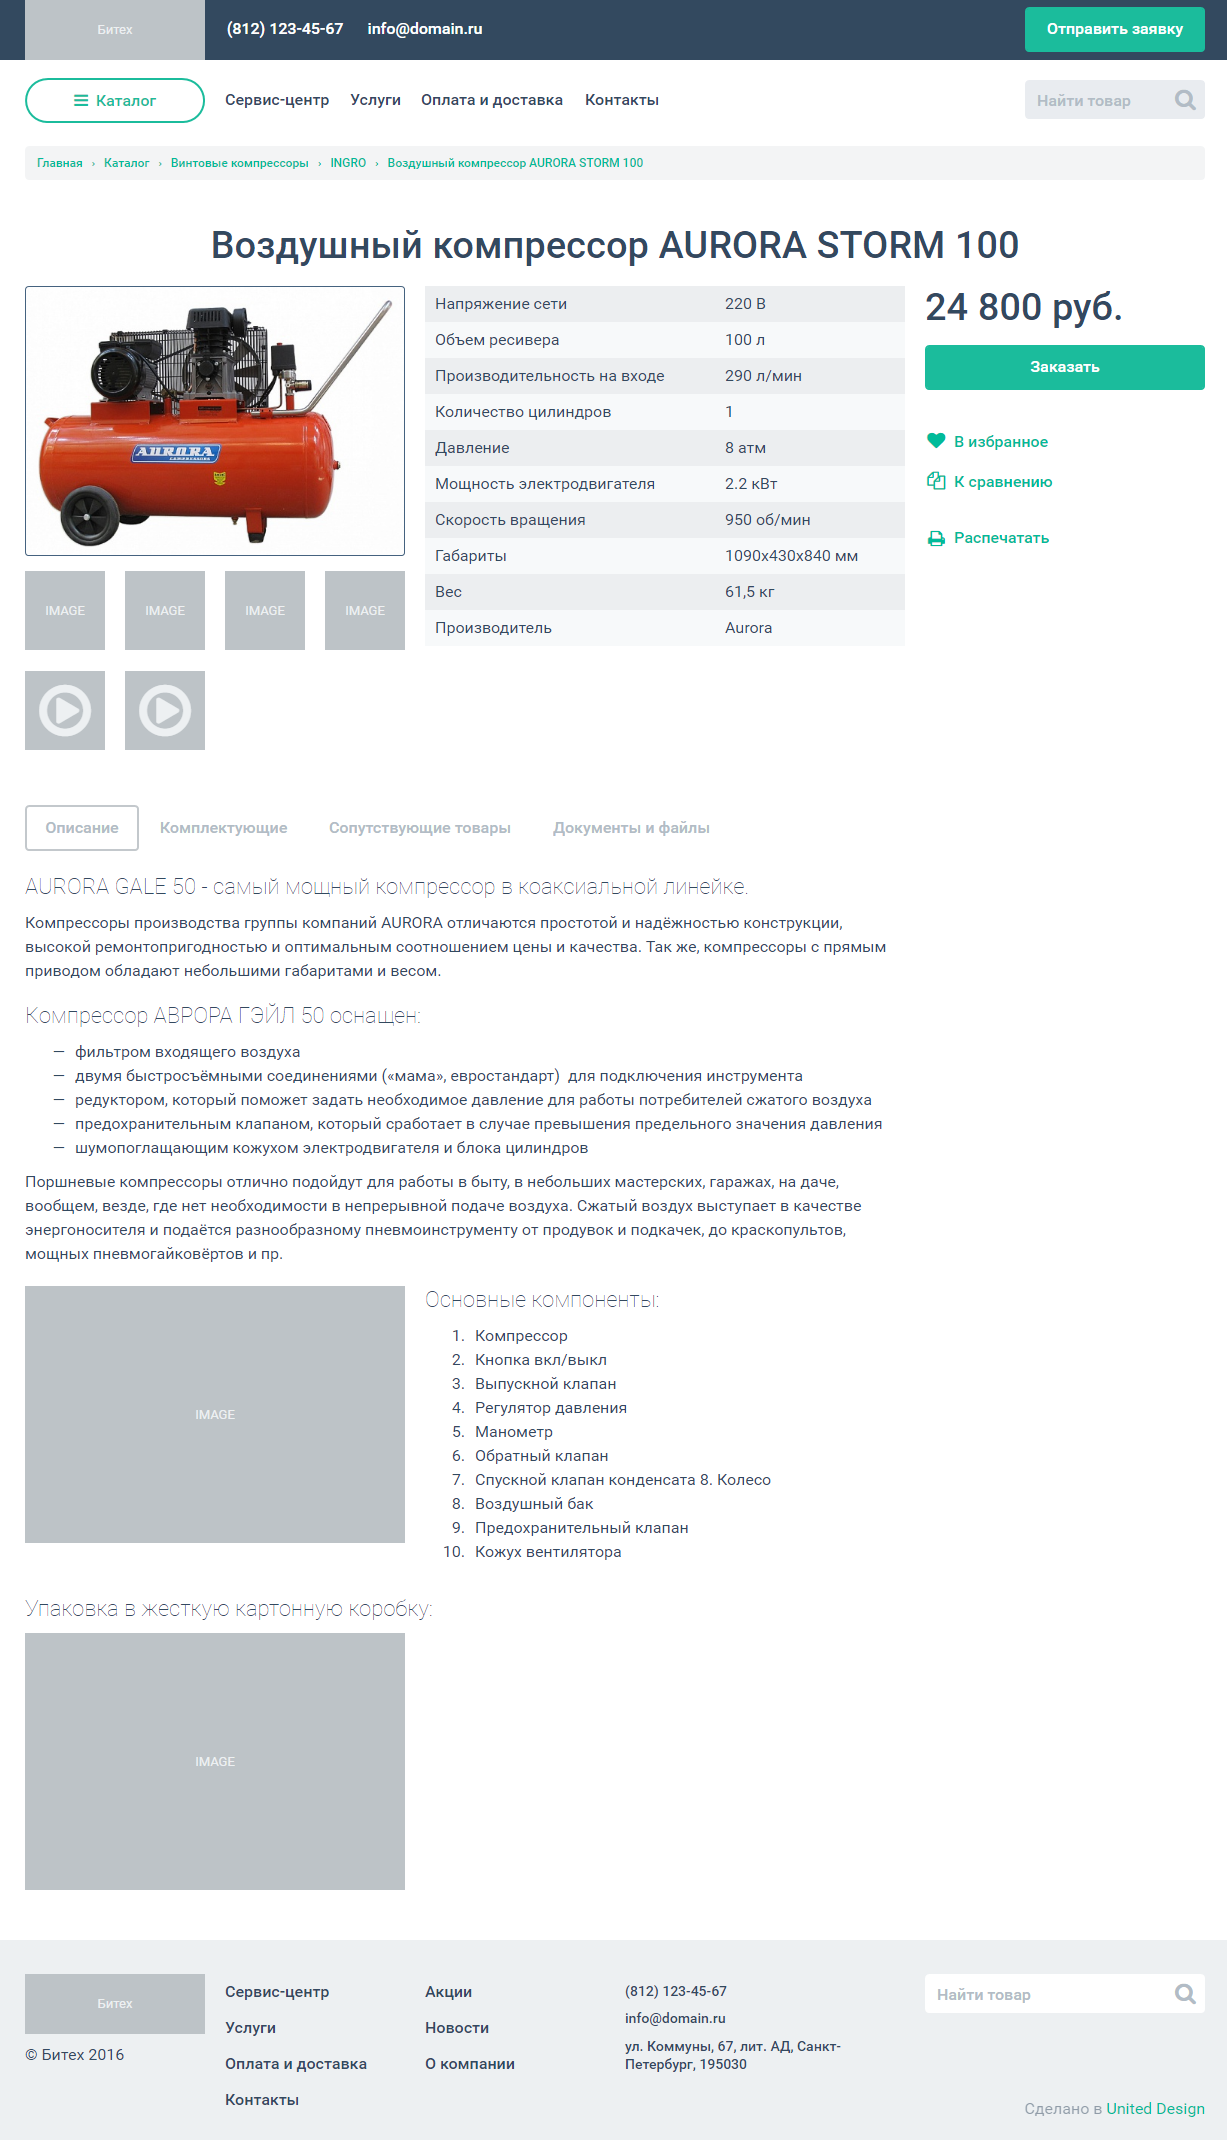 Битех
(812) 123-45-67
info@domain.ru
Отправить заявку
Каталог
Сервис-центр
Услуги
Оплата и доставка
Контакты
Найти товар
Главная › Каталог › Винтовые компрессоры › INGRO › Воздушный компрессор AURORA STORM 100
Воздушный компрессор AURORA STORM 100
AURORA
Напряжение сети 220 В
Объем ресивера 100 л
Производительность на входе 290 л/мин
Количество цилиндров 1
Давление 8 атм
Мощность электродвигателя 2.2 кВт
Скорость вращения 950 об/мин
Габариты 1090х430х840 мм
Вес 61,5 кг
Производитель Aurora
24 800 руб.
Заказать
В избранное
К сравнению
Распечатать
IMAGE
IMAGE
IMAGE
IMAGE
Описание
Комплектующие
Сопутствующие товары
Документы и файлы
AURORA GALE 50 - самый мощный компрессор в коаксиальной линейке.
Компрессоры производства группы компаний AURORA отличаются простотой и надёжностью конструкции,
высокой ремонтопригодностью и оптимальным соотношением цены и качества. Так же, компрессоры с прямым
приводом обладают небольшими габаритами и весом.
Компрессор АВРОРА ГЭЙЛ 50 оснащен:
— фильтром входящего воздуха
— двумя быстросъёмными соединениями («мама», евростандарт) для подключения инструмента
— редуктором, который поможет задать необходимое давление для работы потребителей сжатого воздуха
— предохранительным клапаном, который сработает в случае превышения предельного значения давления
— шумопоглащающим кожухом электродвигателя и блока цилиндров
Поршневые компрессоры отлично подойдут для работы в быту, в небольших мастерских, гаражах, на даче,
вообщем, везде, где нет необходимости в непрерывной подаче воздуха. Сжатый воздух выступает в качестве
энергоносителя и подаётся разнообразному пневмоинструменту от продувок и подкачек, до краскопультов,
мощных пневмогайковёртов и пр.
IMAGE
Основные компоненты:
1. Компрессор
2. Кнопка вкл/выкл
3. Выпускной клапан
4. Регулятор давления
5. Манометр
6. Обратный клапан
7. Спускной клапан конденсата 8. Колесо
8. Воздушный бак
9. Предохранительный клапан
10. Кожух вентилятора
Упаковка в жесткую картонную коробку:
IMAGE
Битех
© Битех 2016
Сервис-центр
Услуги
Оплата и доставка
Контакты
Акции
Новости
О компании
(812) 123-45-67
info@domain.ru
ул. Коммуны, 67, лит. АД, Санкт-
Петербург, 195030
Найти товар
Сделано в United Design